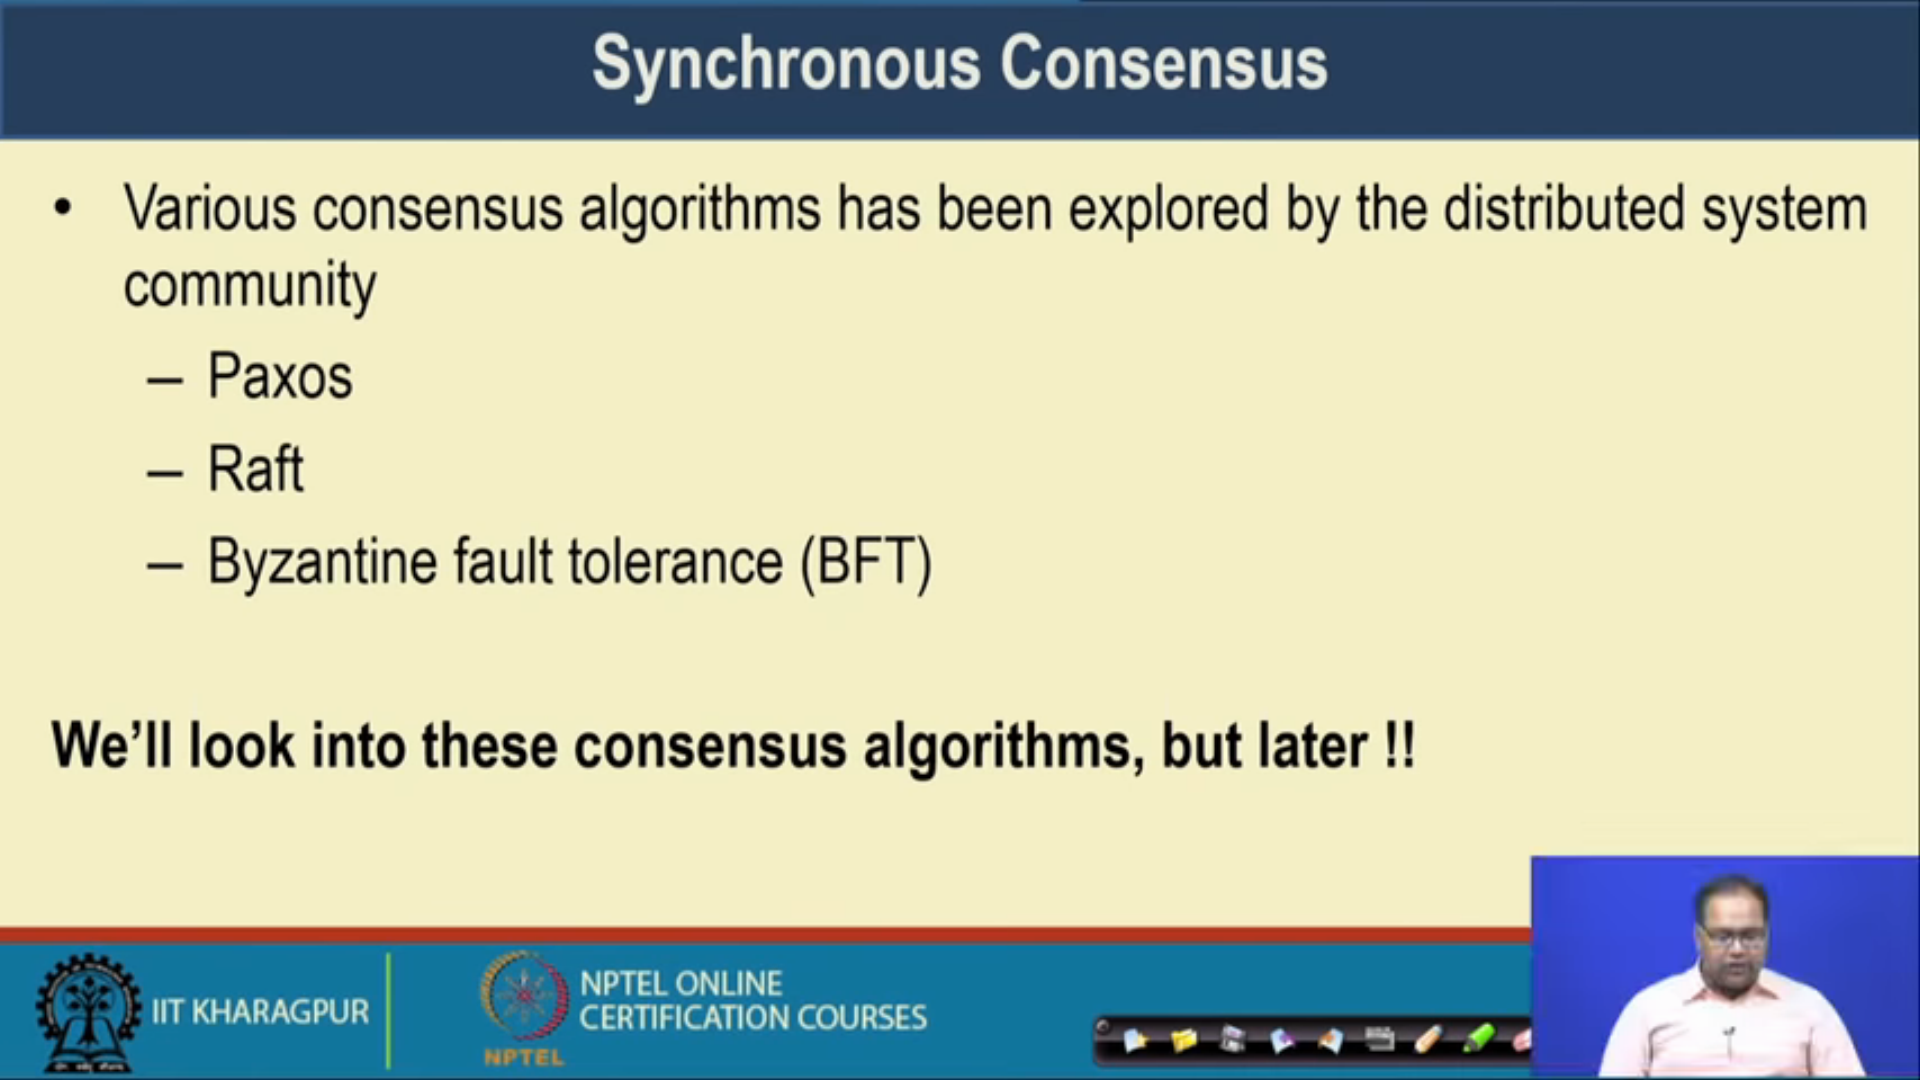 Synchronous Consensus
• Various consensus algorithms has been explored by the distributed system
community
– Paxos
– Raft
– Byzantine fault tolerance (BFT)
We’ll look into these consensus algorithms, but later !!
IIT KHARAGPUR
NPTEL
NPTEL ONLINE
CERTIFICATION COURSES